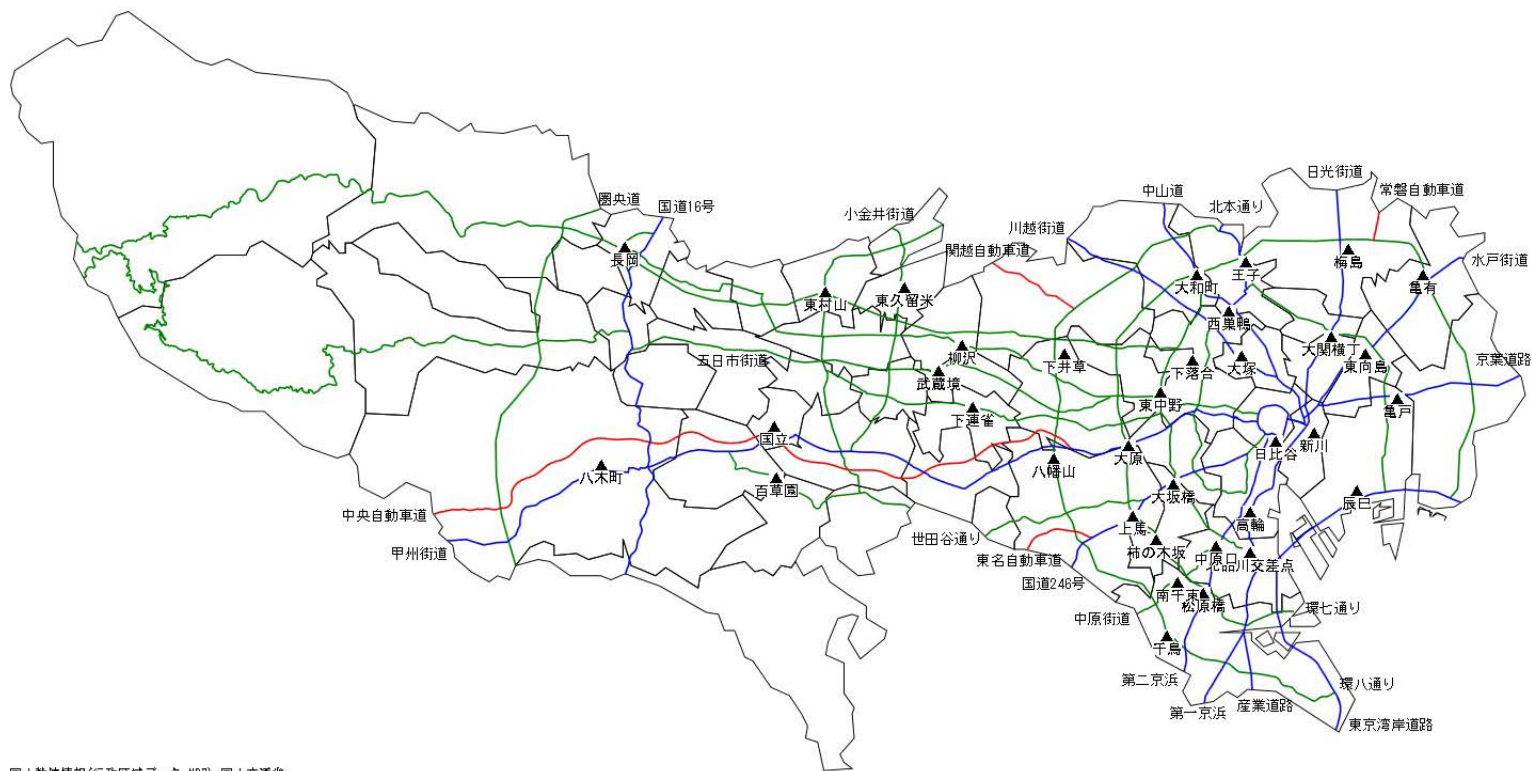 日光街道
中山道
常磐自動車道
圏央道
国道16号
小金井街道
北本通り
川越街道
関越自動車道
長岡
梅島
水戸街道
王子
大和町
亀有
東村山
東久留米
西巣鴨
大関横丁
五日市街道
柳沢
下井草
下落合
大塚
東向島
京葉道路
武蔵境
東中野
亀戸
下連雀
国立
新川
日比谷
大原
八幡山
八木町
百草園
大坂橋
辰巳
中央自動車道
高輪
上馬
世田谷通り
甲州街道
柿の木坂
東名自動車道
中原口
北品川交差点
国道246号
南千束
松原橋
環七通り
中原街道
千鳥
第二京浜
環八通り
第一京浜
産業道路
東京湾岸道路